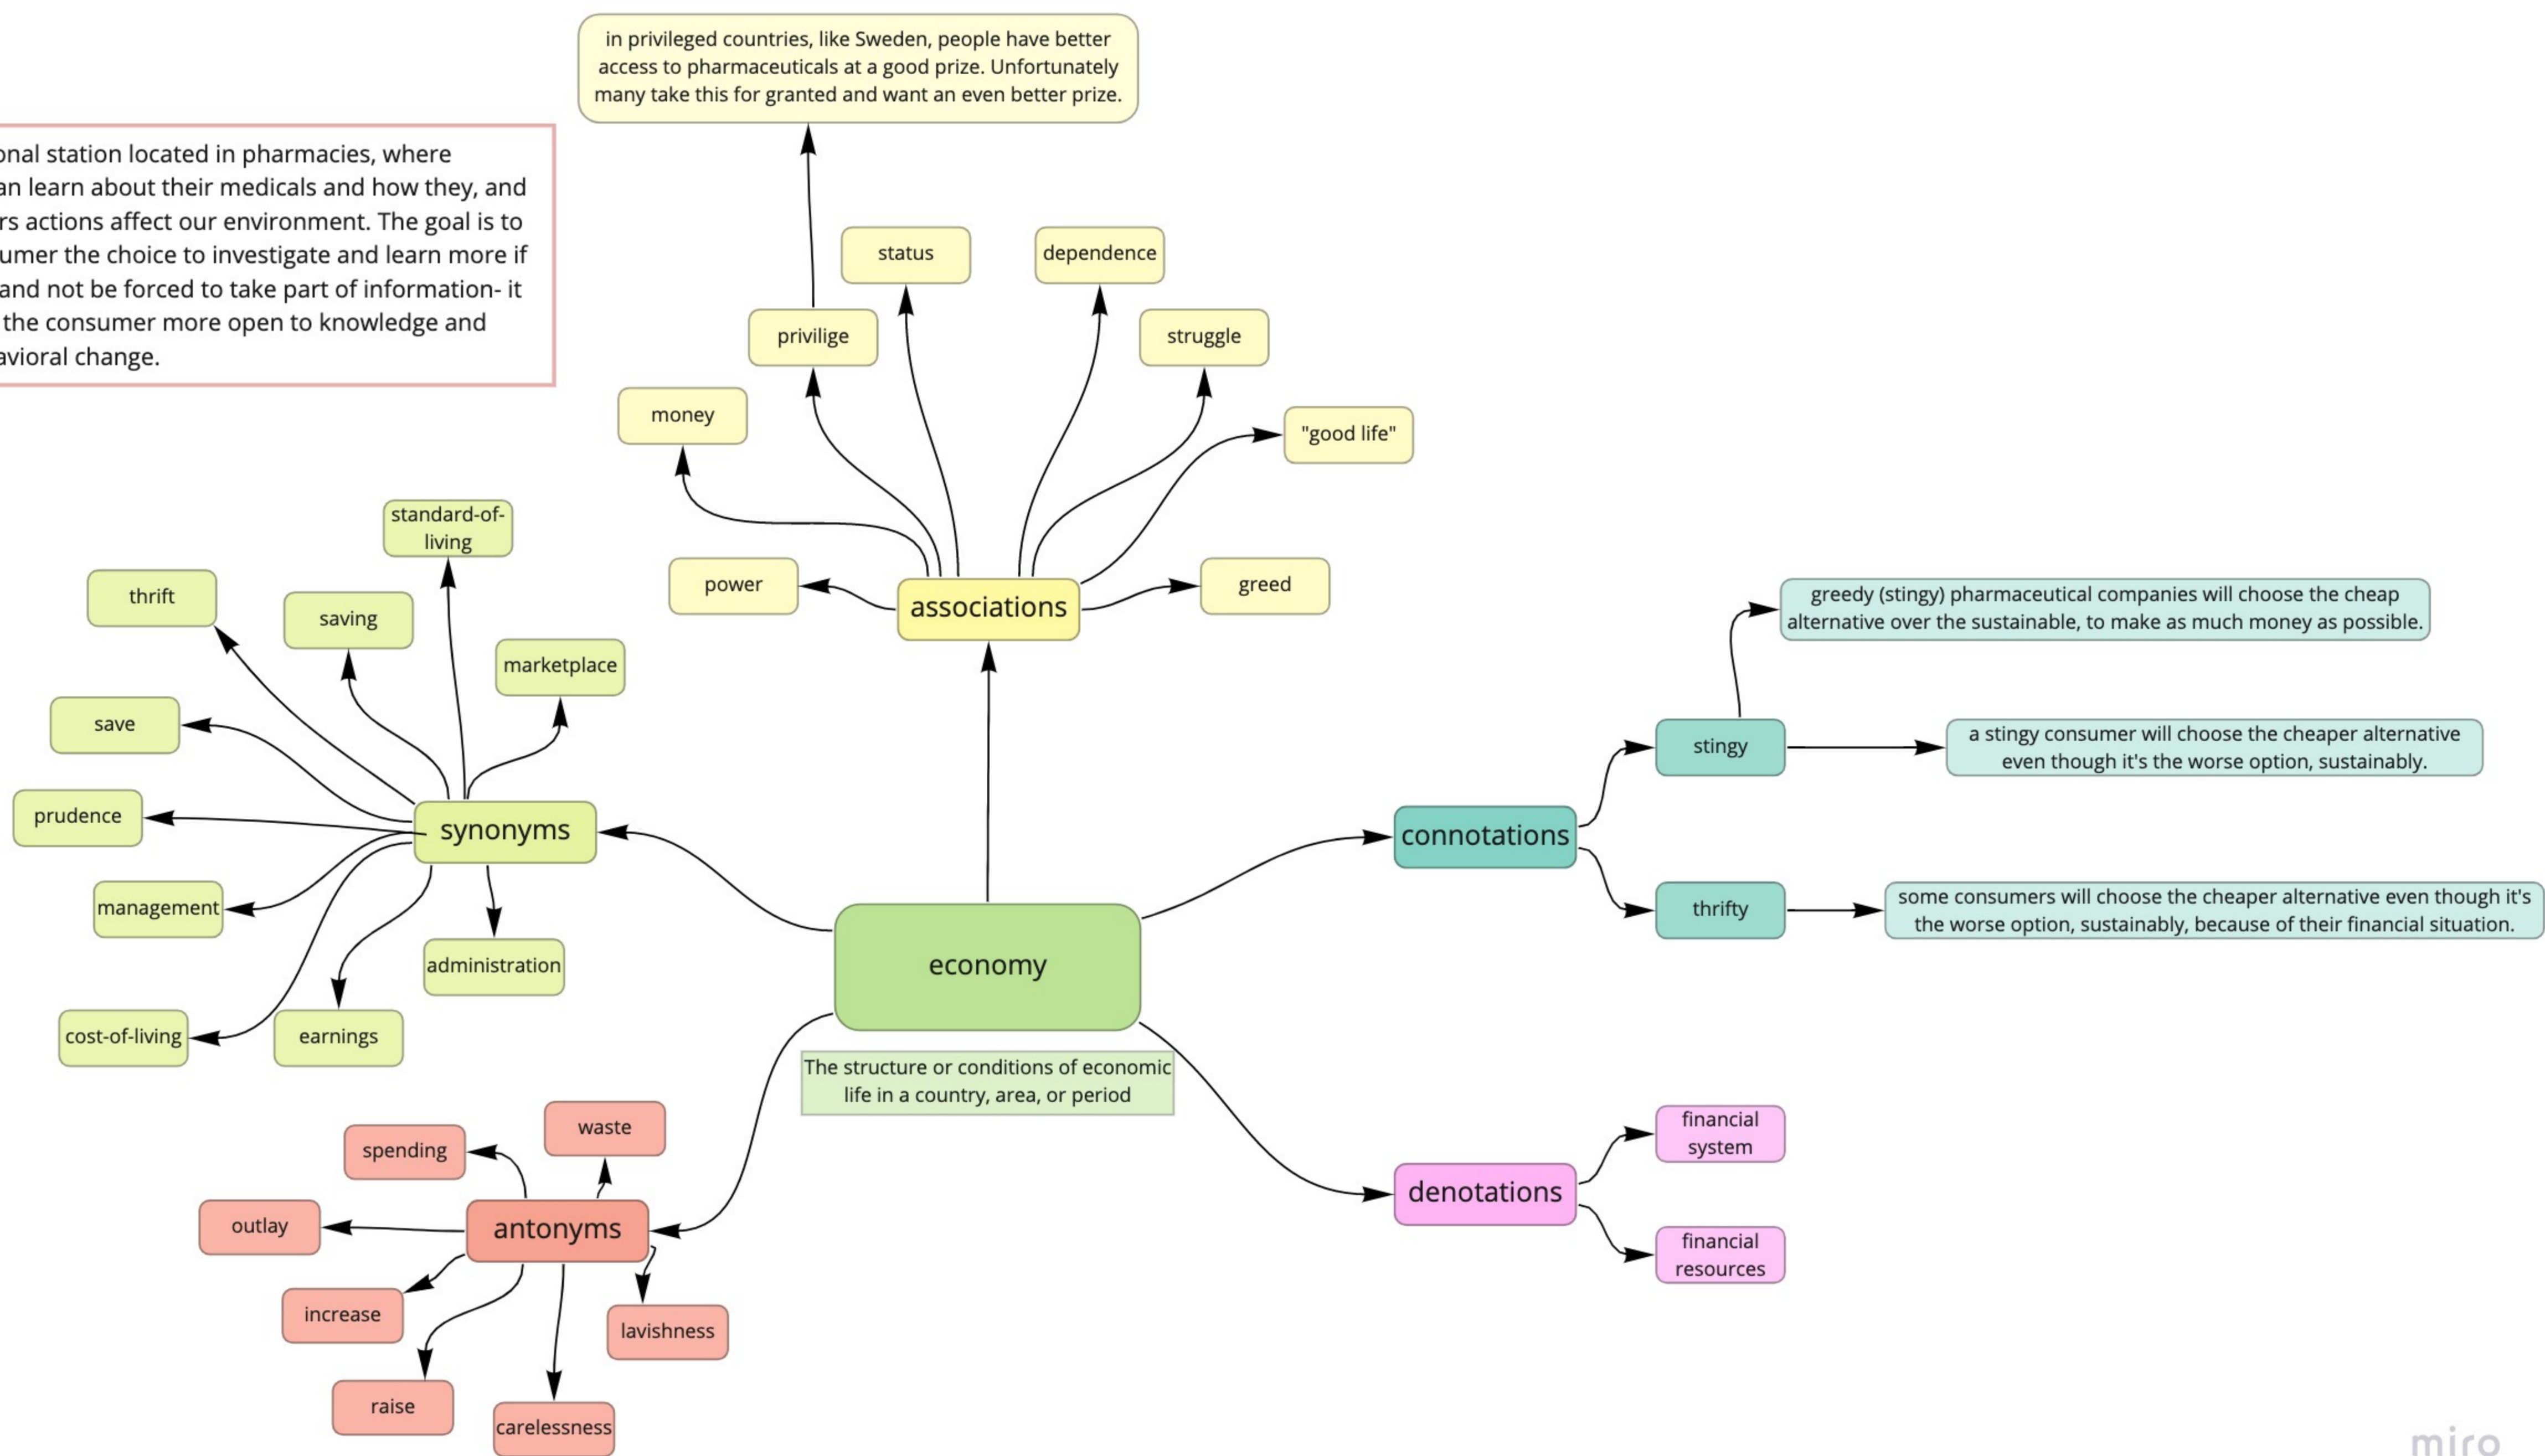 in privileged countries, like Sweden, people have better
access to pharmaceuticals at a good prize. Unfortunately
many take this for granted and want an even better prize.
onal station located in pharmacies, where
an learn about their medicals and how they, and
rs actions affect our environment. The goal is to
umer the choice to investigate and learn more if
and not be forced to take part of information- it
the consumer more open to knowledge and
avioral change.
status
dependence
privilige
struggle
money
"good life"
power
greed
associations
standard-of-
living
thrift
saving
marketplace
save
prudence
synonyms
management
administration
cost-of-living
earnings
greedy (stingy) pharmaceutical companies will choose the cheap
alternative over the sustainable, to make as much money as possible.
stingy
a stingy consumer will choose the cheaper alternative
even though it's the worse option, sustainably.
connotations
thrifty
some consumers will choose the cheaper alternative even though it's
the worse option, sustainably, because of their financial situation.
economy
The structure or conditions of economic
life in a country, area, or period
waste
spending
outlay
antonyms
increase
lavishness
raise
carelessness
financial
system
denotations
financial
resources
miro